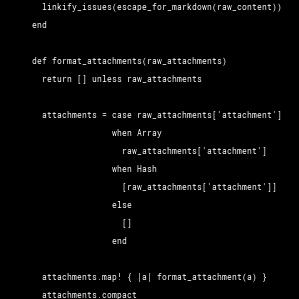 linkify_issues(escape_for_markdown(raw_content))
end
def format_attachments(raw_attachments)
return [] unless raw_attachments
attachments = case raw_attachments['attachment']
when Array
raw_attachments['attachment']
when Hash
[raw_attachments['attachment']]
else
[]
end
attachments.map! { |a| format_attachment(a) }
attachments.compact